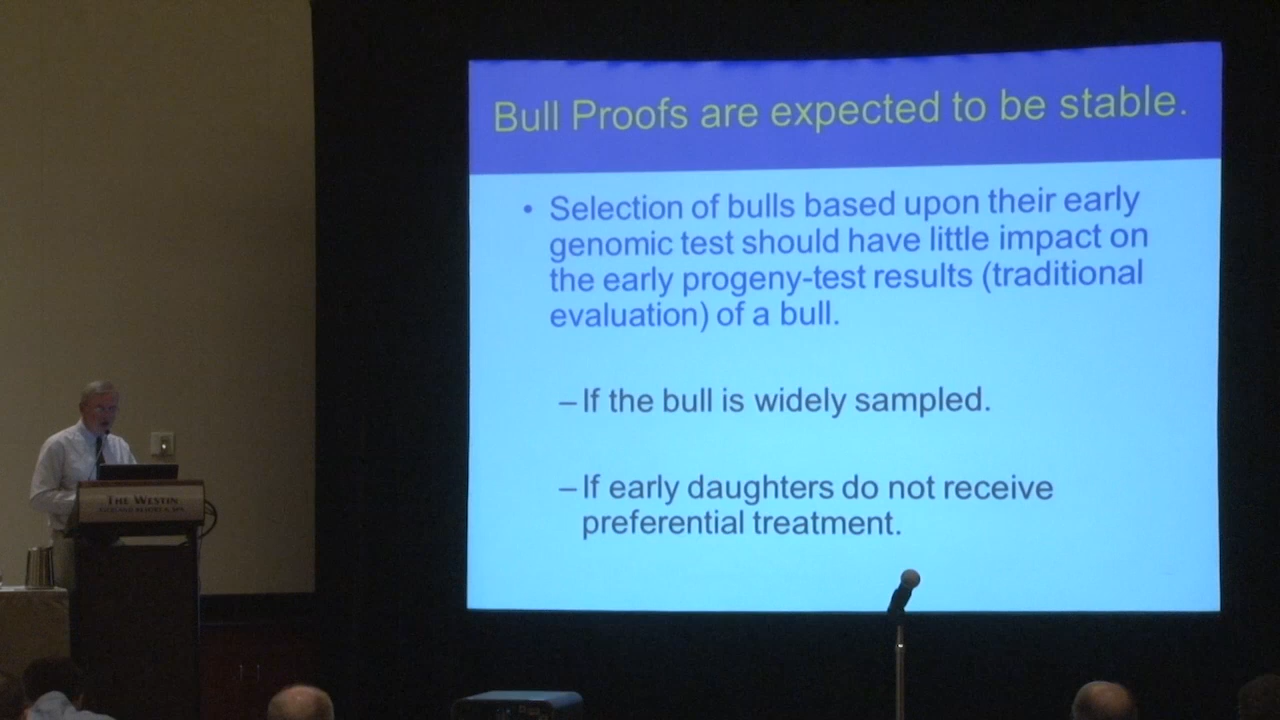 Bull Proofs are expected to be stable.
• Selection of bulls based upon their early
genomic test should have little impact on
the early progeny-test results (traditional
evaluation) of a bull.
– If the bull is widely sampled.
– If early daughters do not receive
preferential treatment.
THE WESTIN